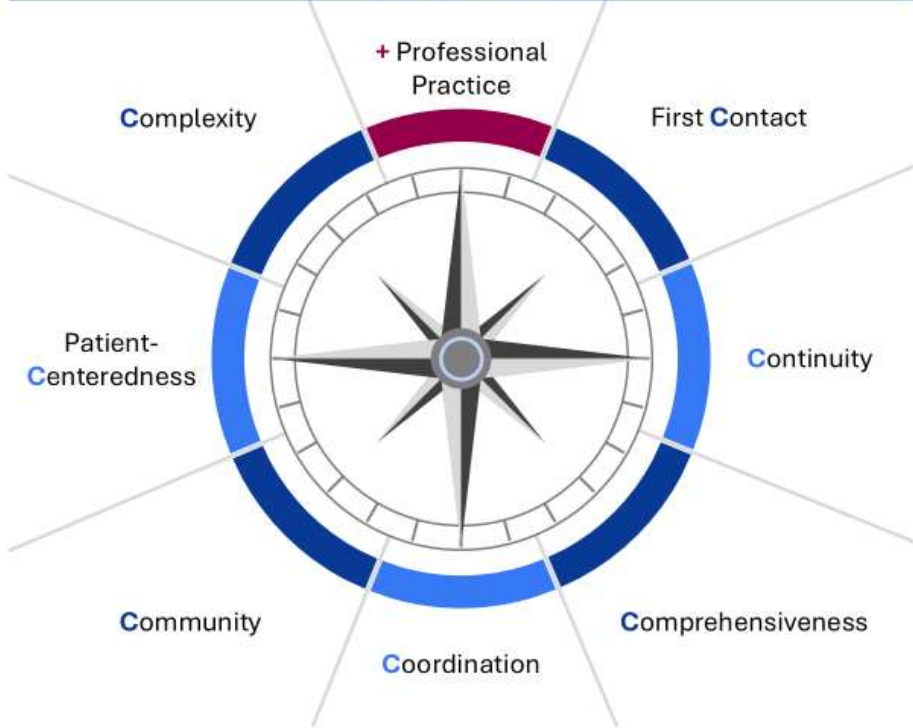 + Professional
Practice
First Contact
Continuity
Comprehensiveness
Coordination
Community
Patient-
Centeredness
Complexity